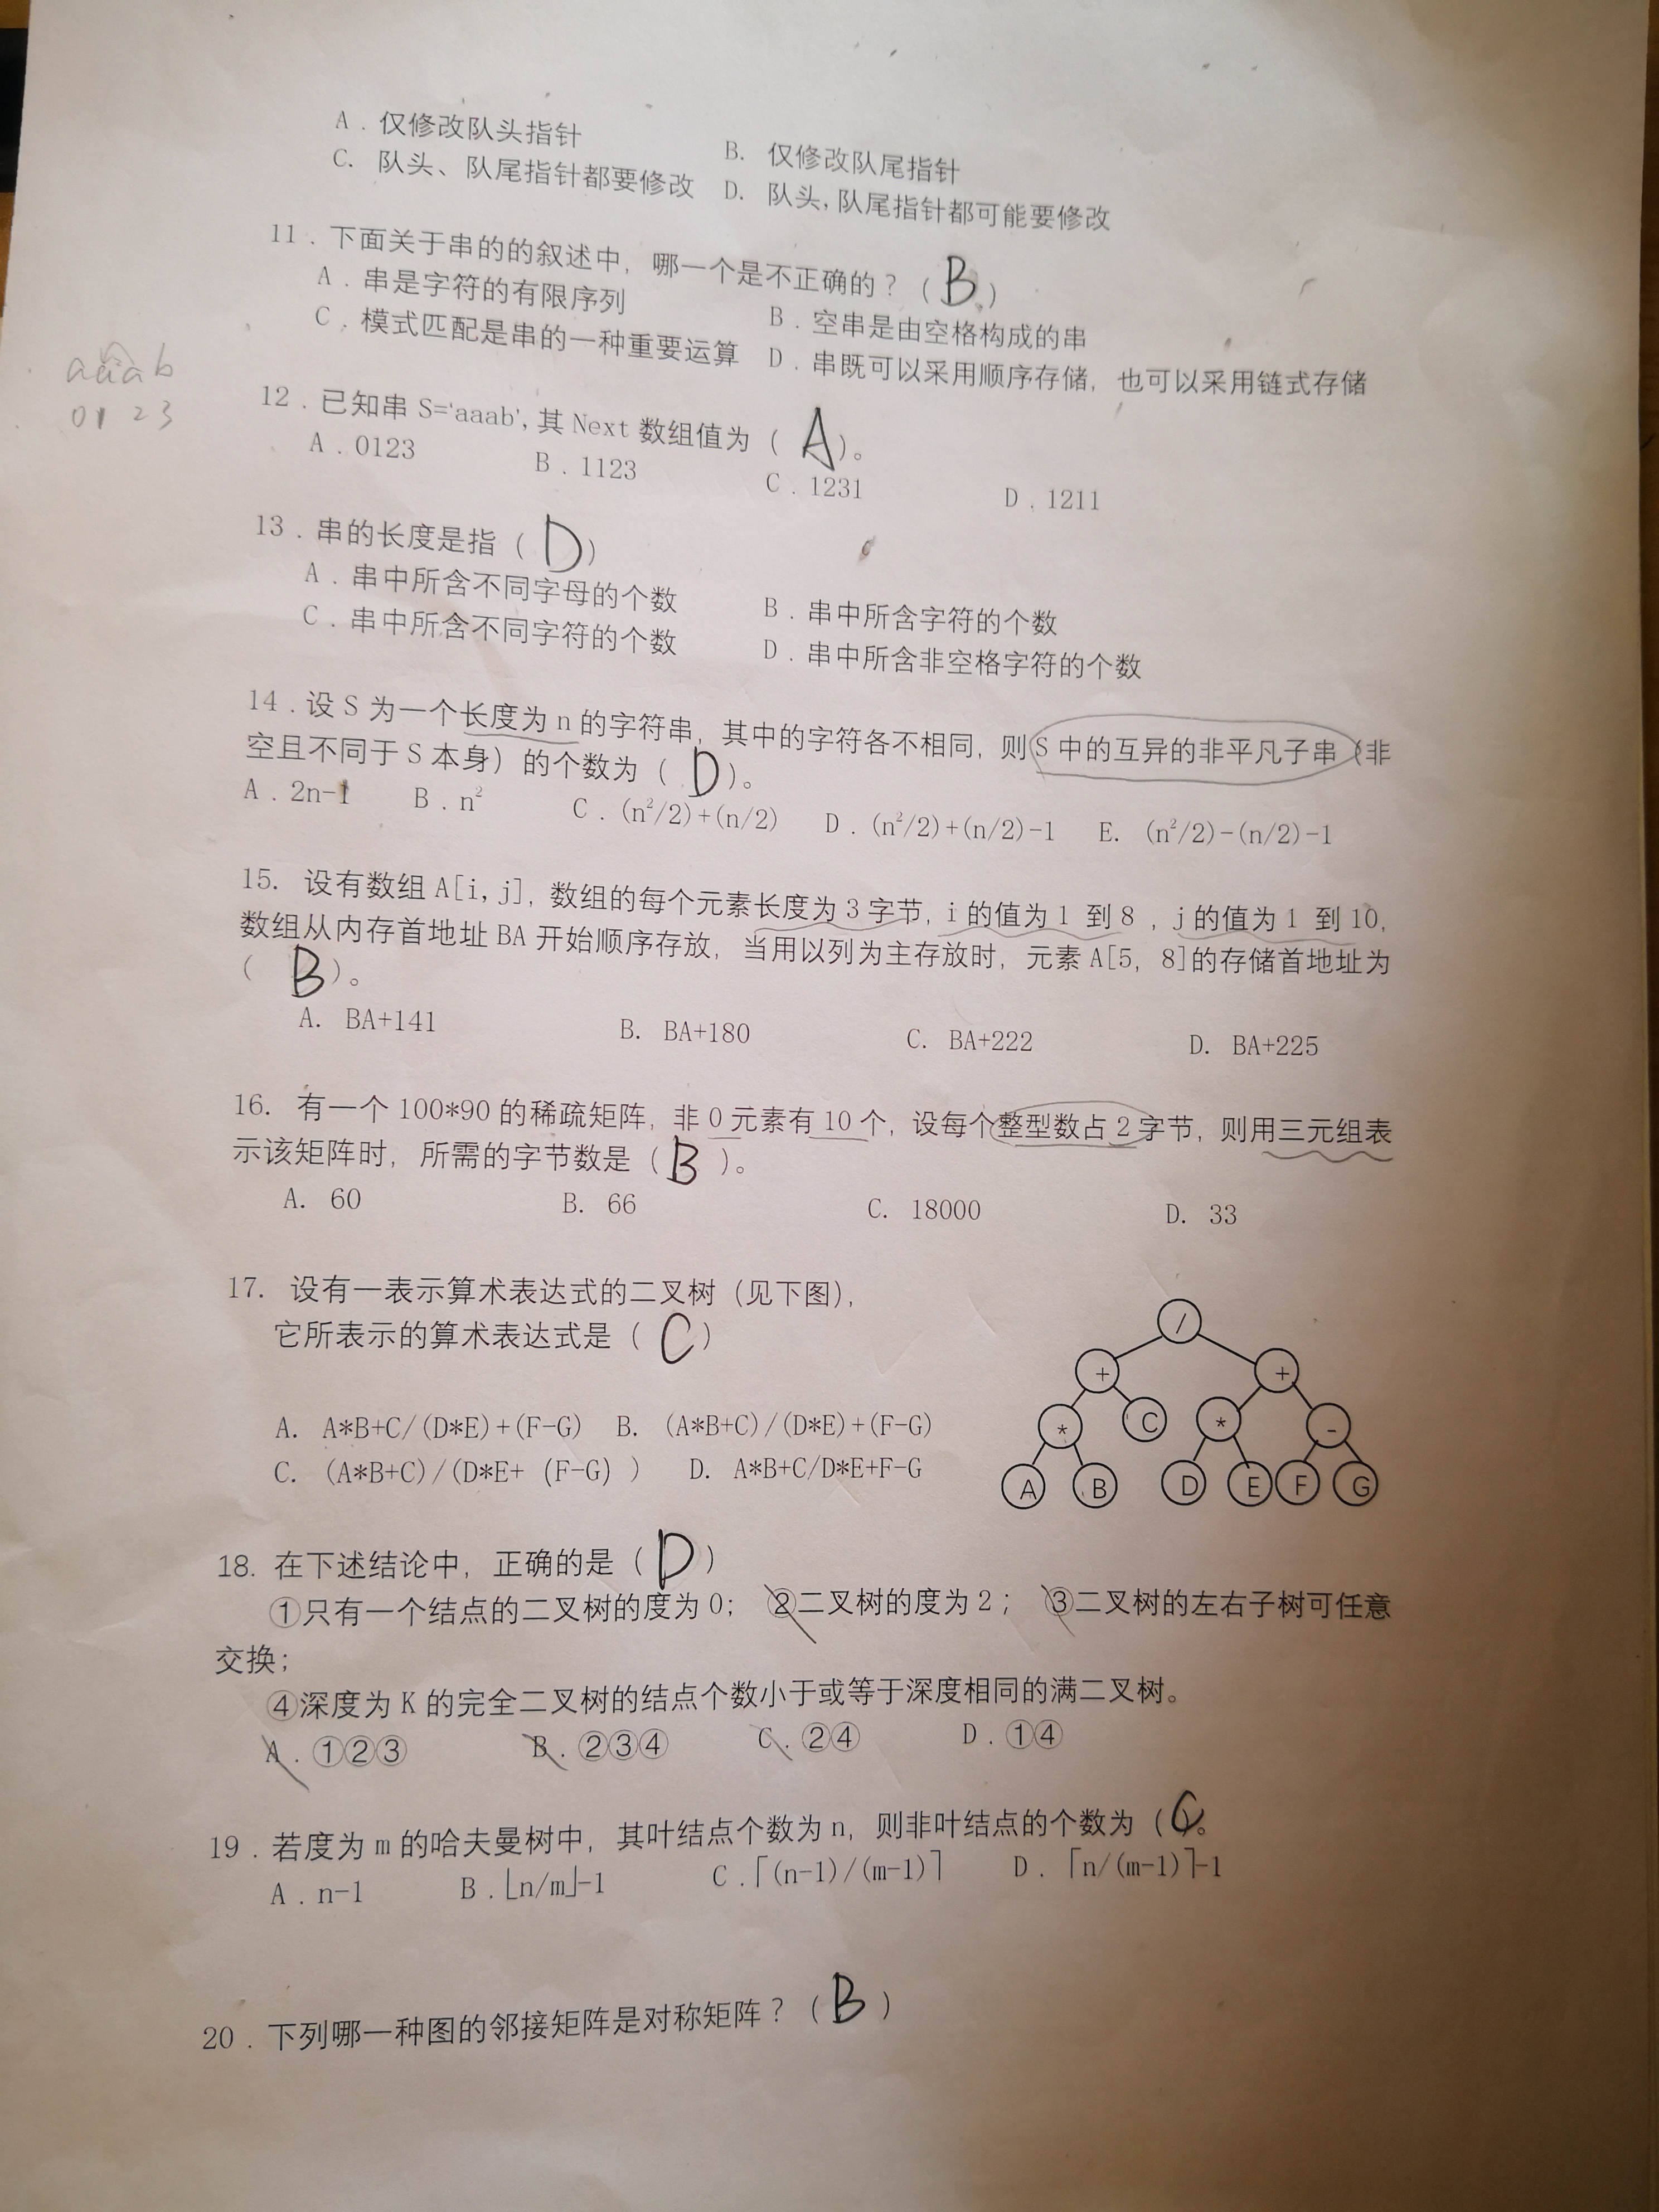 A．仅修改队头指针 B. 仅修改队尾指针
C. 队头、队尾指针都要修改 D. 队头,队尾指针都可能要修改
11．下面关于串的的叙述中，哪一个是不正确的？（ B ）
A．串是字符的有限序列 B．空串是由空格构成的串
C．模式匹配是串的一种重要运算 D．串既可以采用顺序存储，也可以采用链式存储
aaab
0123
12．已知串 S='aaab',其 Next 数组值为（ A ）。
A．0123 B．1123 C．1231 D．1211
13．串的长度是指（ D ）
A．串中所含不同字母的个数 B．串中所含字符的个数
C．串中所含不同字符的个数 D．串中所含非空格字符的个数
14．设 S 为一个长度为 n 的字符串，其中的字符各不相同，则 S 中的互异的非平凡子串（非
空且不同于 S 本身）的个数为（ D ）。
A．2n-1 B．n² C．(n²/2)+(n/2) D．(n²/2)+(n/2)-1 E. (n²/2)-(n/2)-1
15. 设有数组 A[i,j]，数组的每个元素长度为 3 字节，i 的值为 1 到 8 ，j 的值为 1 到 10，
数组从内存首地址 BA 开始顺序存放，当用以列为主存放时，元素 A[5，8]的存储首地址为
（ B ）。
A. BA+141 B. BA+180 C. BA+222 D. BA+225
16. 有一个 100*90 的稀疏矩阵，非 0 元素有 10 个，设每个整型数占 2 字节，则用三元组表
示该矩阵时，所需的字节数是（ B ）。
A. 60 B. 66 C. 18000 D. 33
17. 设有一表示算术表达式的二叉树（见下图），
它所表示的算术表达式是（ C ）
A. A*B+C/(D*E)+(F-G) B. (A*B+C)/(D*E)+(F-G)
C. (A*B+C)/(D*E+（F-G）) D. A*B+C/D*E+F-G
/
+ +
* C * -
A B D E F G
18. 在下述结论中，正确的是（ D ）
①只有一个结点的二叉树的度为 0； ②二叉树的度为 2； ③二叉树的左右子树可任意
交换；
④深度为 K 的完全二叉树的结点个数小于或等于深度相同的满二叉树。
A．①②③ B．②③④ C．②④ D．①④
19．若度为 m 的哈夫曼树中，其叶结点个数为 n，则非叶结点的个数为（ C ）。
A．n-1 B．⌊n/m⌋-1 C．⌈(n-1)/(m-1)⌉ D．⌈n/(m-1)⌉-1
20．下列哪一种图的邻接矩阵是对称矩阵？（ B ）